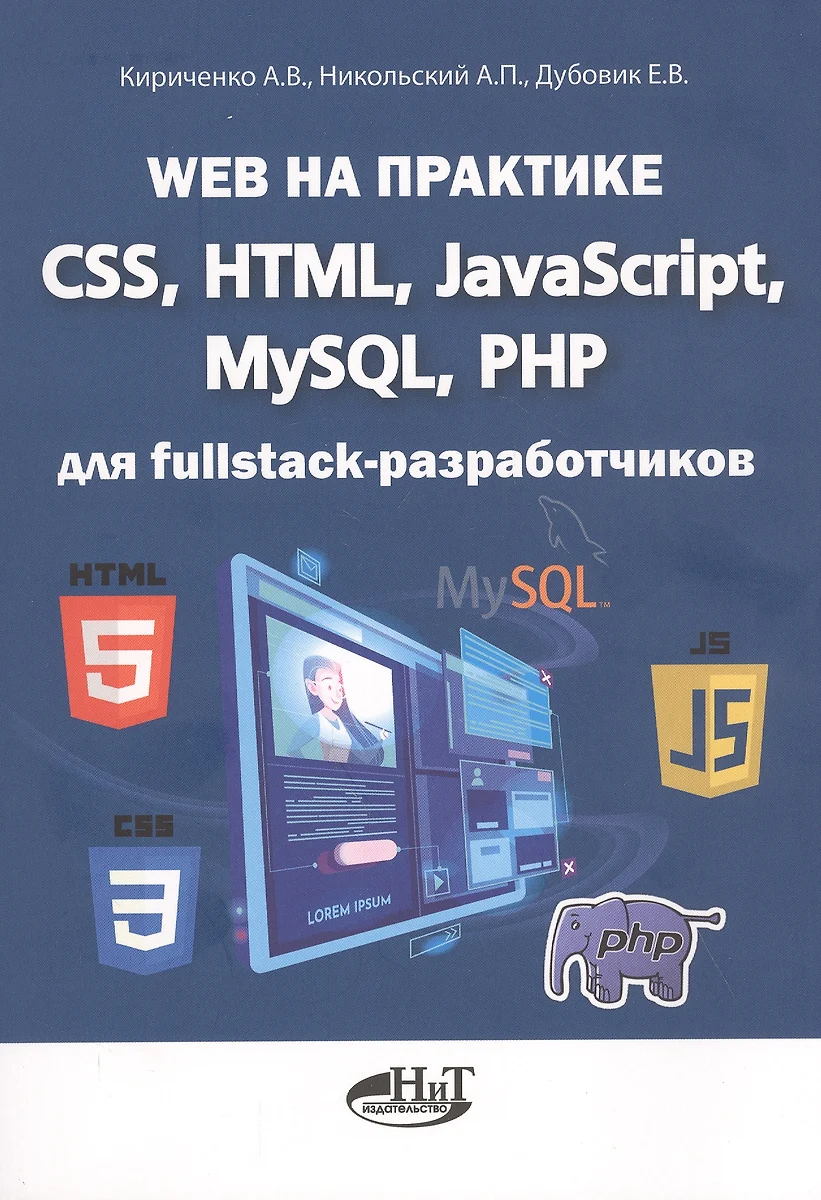 Кириченко А.В., Никольский А.П., Дубовик Е.В.
WEB НА ПРАКТИКЕ
CSS, HTML, JavaScript,
MySQL, PHP
для fullstack-разработчиков
MySQL™
HTML
5
JS
JS
CSS
3
LOREM IPSUM
php
НиТ
издательство